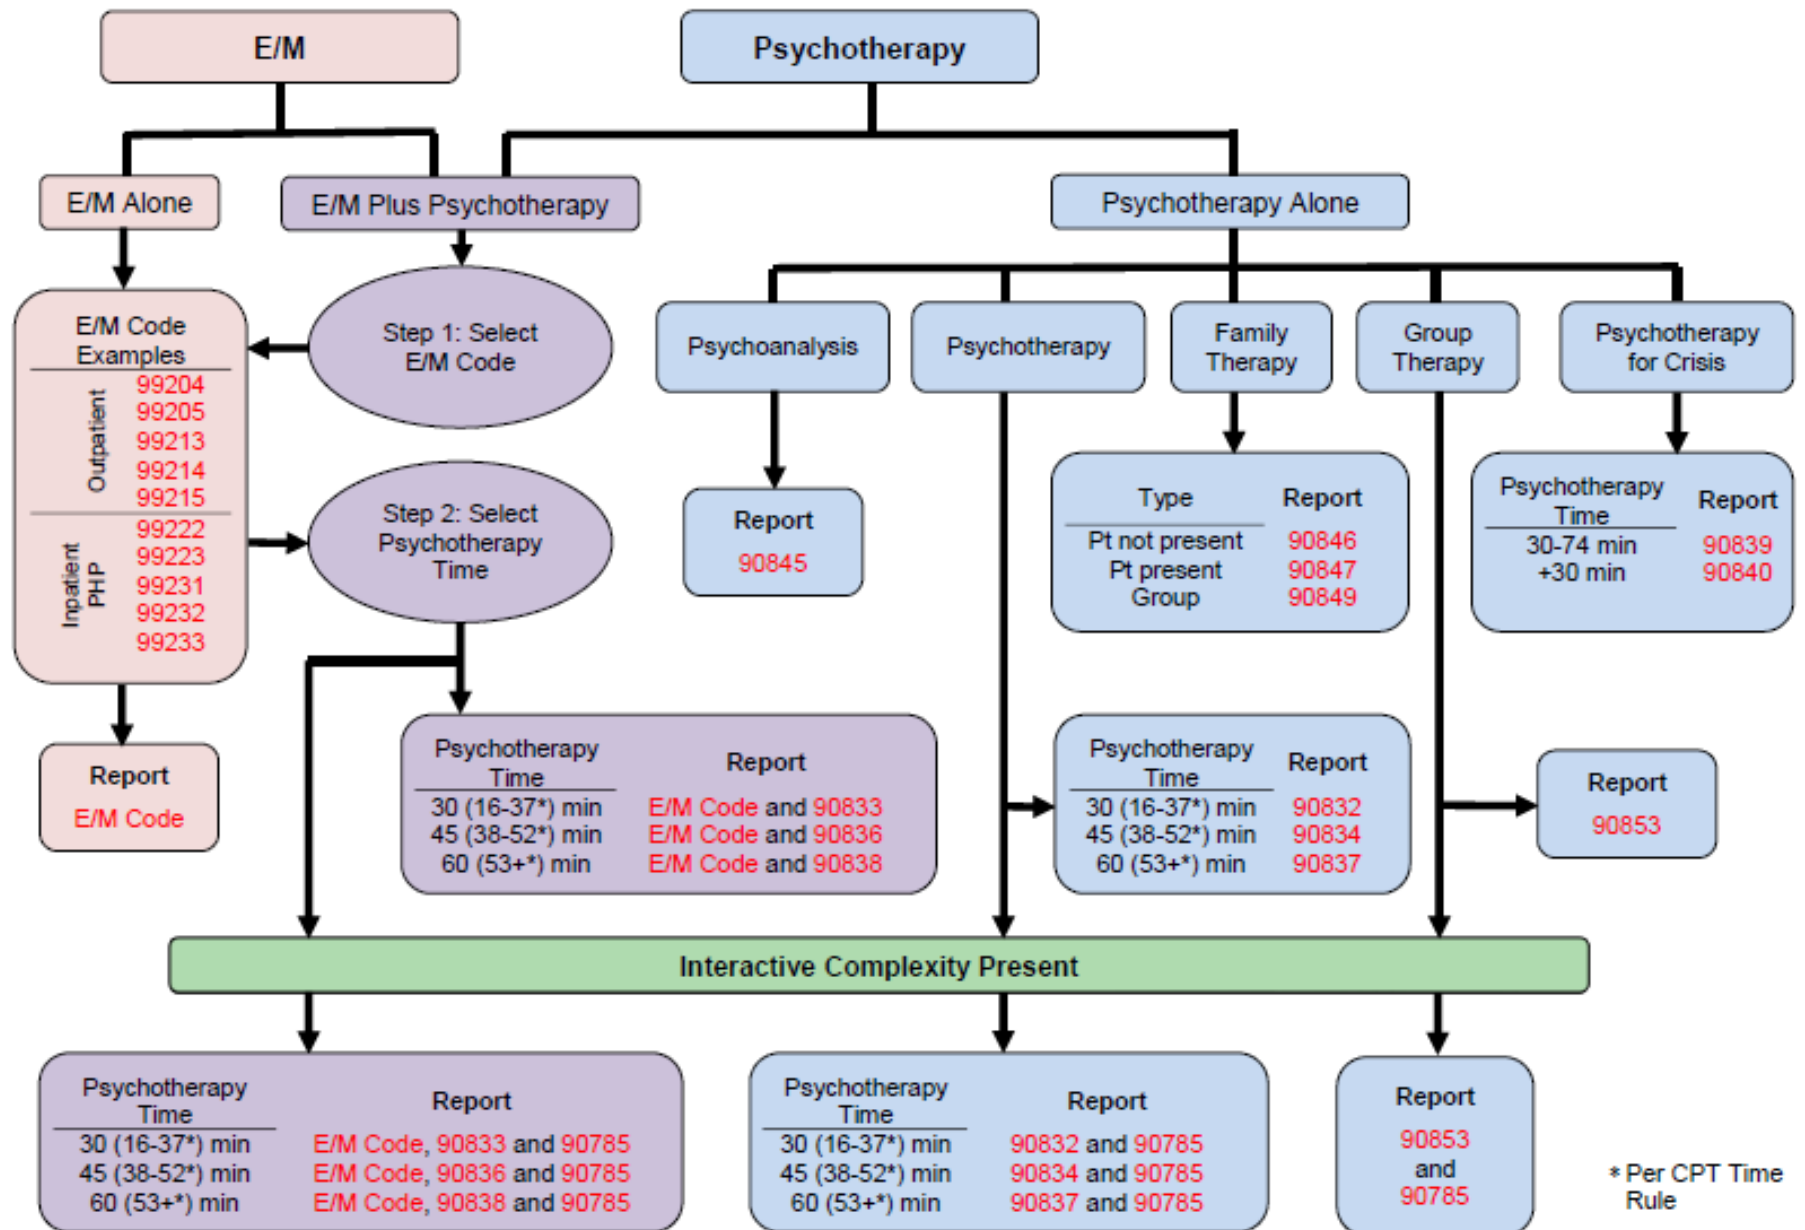 E/M
Psychotherapy
E/M Alone
E/M Plus Psychotherapy
Psychotherapy Alone
E/M Code
Examples
Outpatient
99204
99205
99213
99214
99215
Inpatient
PHP
99222
99223
99231
99232
99233
Step 1: Select
E/M Code
Step 2: Select
Psychotherapy
Time
Psychoanalysis
Psychotherapy
Family
Therapy
Group
Therapy
Psychotherapy
for Crisis
Report
90845
Type Report
Pt not present 90846
Pt present 90847
Group 90849
Psychotherapy
Time Report
30-74 min 90839
+30 min 90840
Report
E/M Code
Psychotherapy
Time Report
30 (16-37*) min E/M Code and 90833
45 (38-52*) min E/M Code and 90836
60 (53+*) min E/M Code and 90838
Psychotherapy
Time Report
30 (16-37*) min 90832
45 (38-52*) min 90834
60 (53+*) min 90837
Report
90853
Interactive Complexity Present
Psychotherapy
Time Report
30 (16-37*) min E/M Code, 90833 and 90785
45 (38-52*) min E/M Code, 90836 and 90785
60 (53+*) min E/M Code, 90838 and 90785
Psychotherapy
Time Report
30 (16-37*) min 90832 and 90785
45 (38-52*) min 90834 and 90785
60 (53+*) min 90837 and 90785
Report
90853
and
90785
* Per CPT Time
Rule